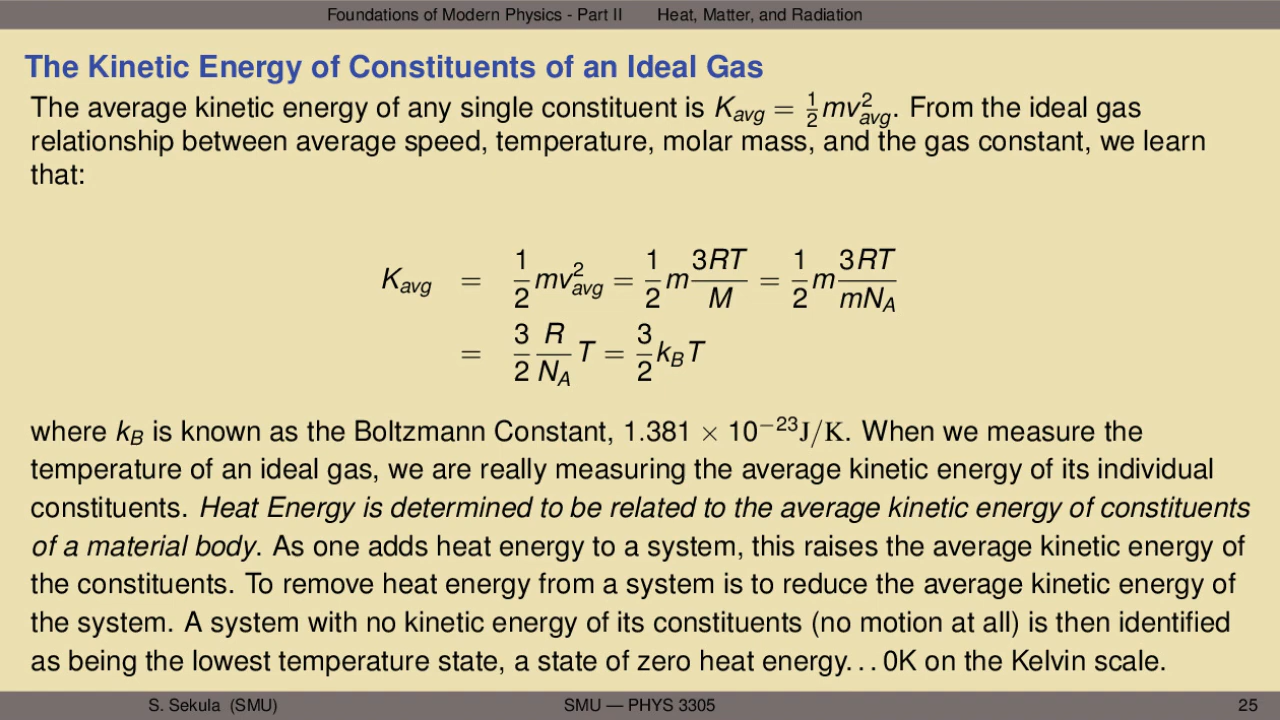 Foundations of Modern Physics - Part II Heat, Matter, and Radiation
The Kinetic Energy of Constituents of an Ideal Gas
The average kinetic energy of any single constituent is K_avg = 1/2 mv²_avg. From the ideal gas
relationship between average speed, temperature, molar mass, and the gas constant, we learn
that:
K_avg = 1/2 mv²_avg = 1/2 m 3RT/M = 1/2 m 3RT/mN_A
= 3/2 R/N_A T = 3/2 k_B T
where k_B is known as the Boltzmann Constant, 1.381 × 10⁻²³J/K. When we measure the
temperature of an ideal gas, we are really measuring the average kinetic energy of its individual
constituents. Heat Energy is determined to be related to the average kinetic energy of constituents
of a material body. As one adds heat energy to a system, this raises the average kinetic energy of
the constituents. To remove heat energy from a system is to reduce the average kinetic energy of
the system. A system with no kinetic energy of its constituents (no motion at all) is then identified
as being the lowest temperature state, a state of zero heat energy... 0K on the Kelvin scale.
S. Sekula (SMU) SMU — PHYS 3305 25